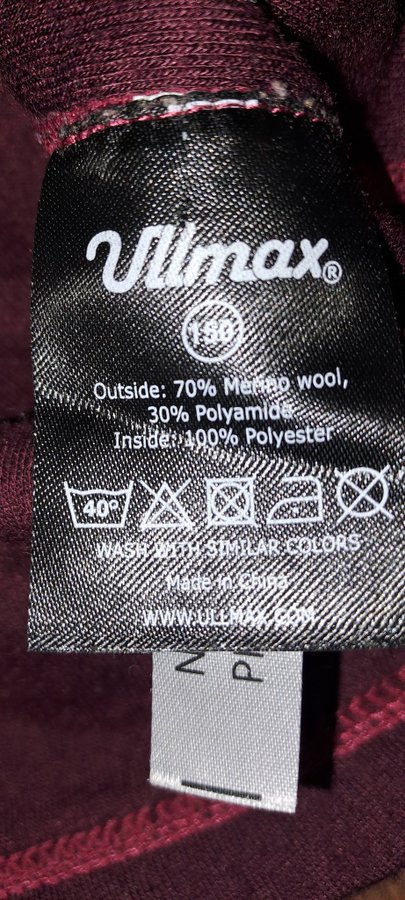 Ullmax®
150
Outside: 70% Merino wool,
30% Polyamide
Inside: 100% Polyester
40°
WASH WITH SIMILAR COLORS
Made in China
WWW.ULLMAX.COM